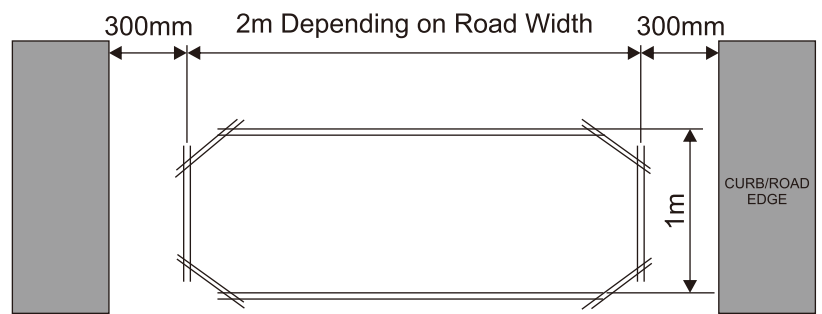 300mm
2m Depending on Road Width
300mm
1m
CURB/ROAD
EDGE